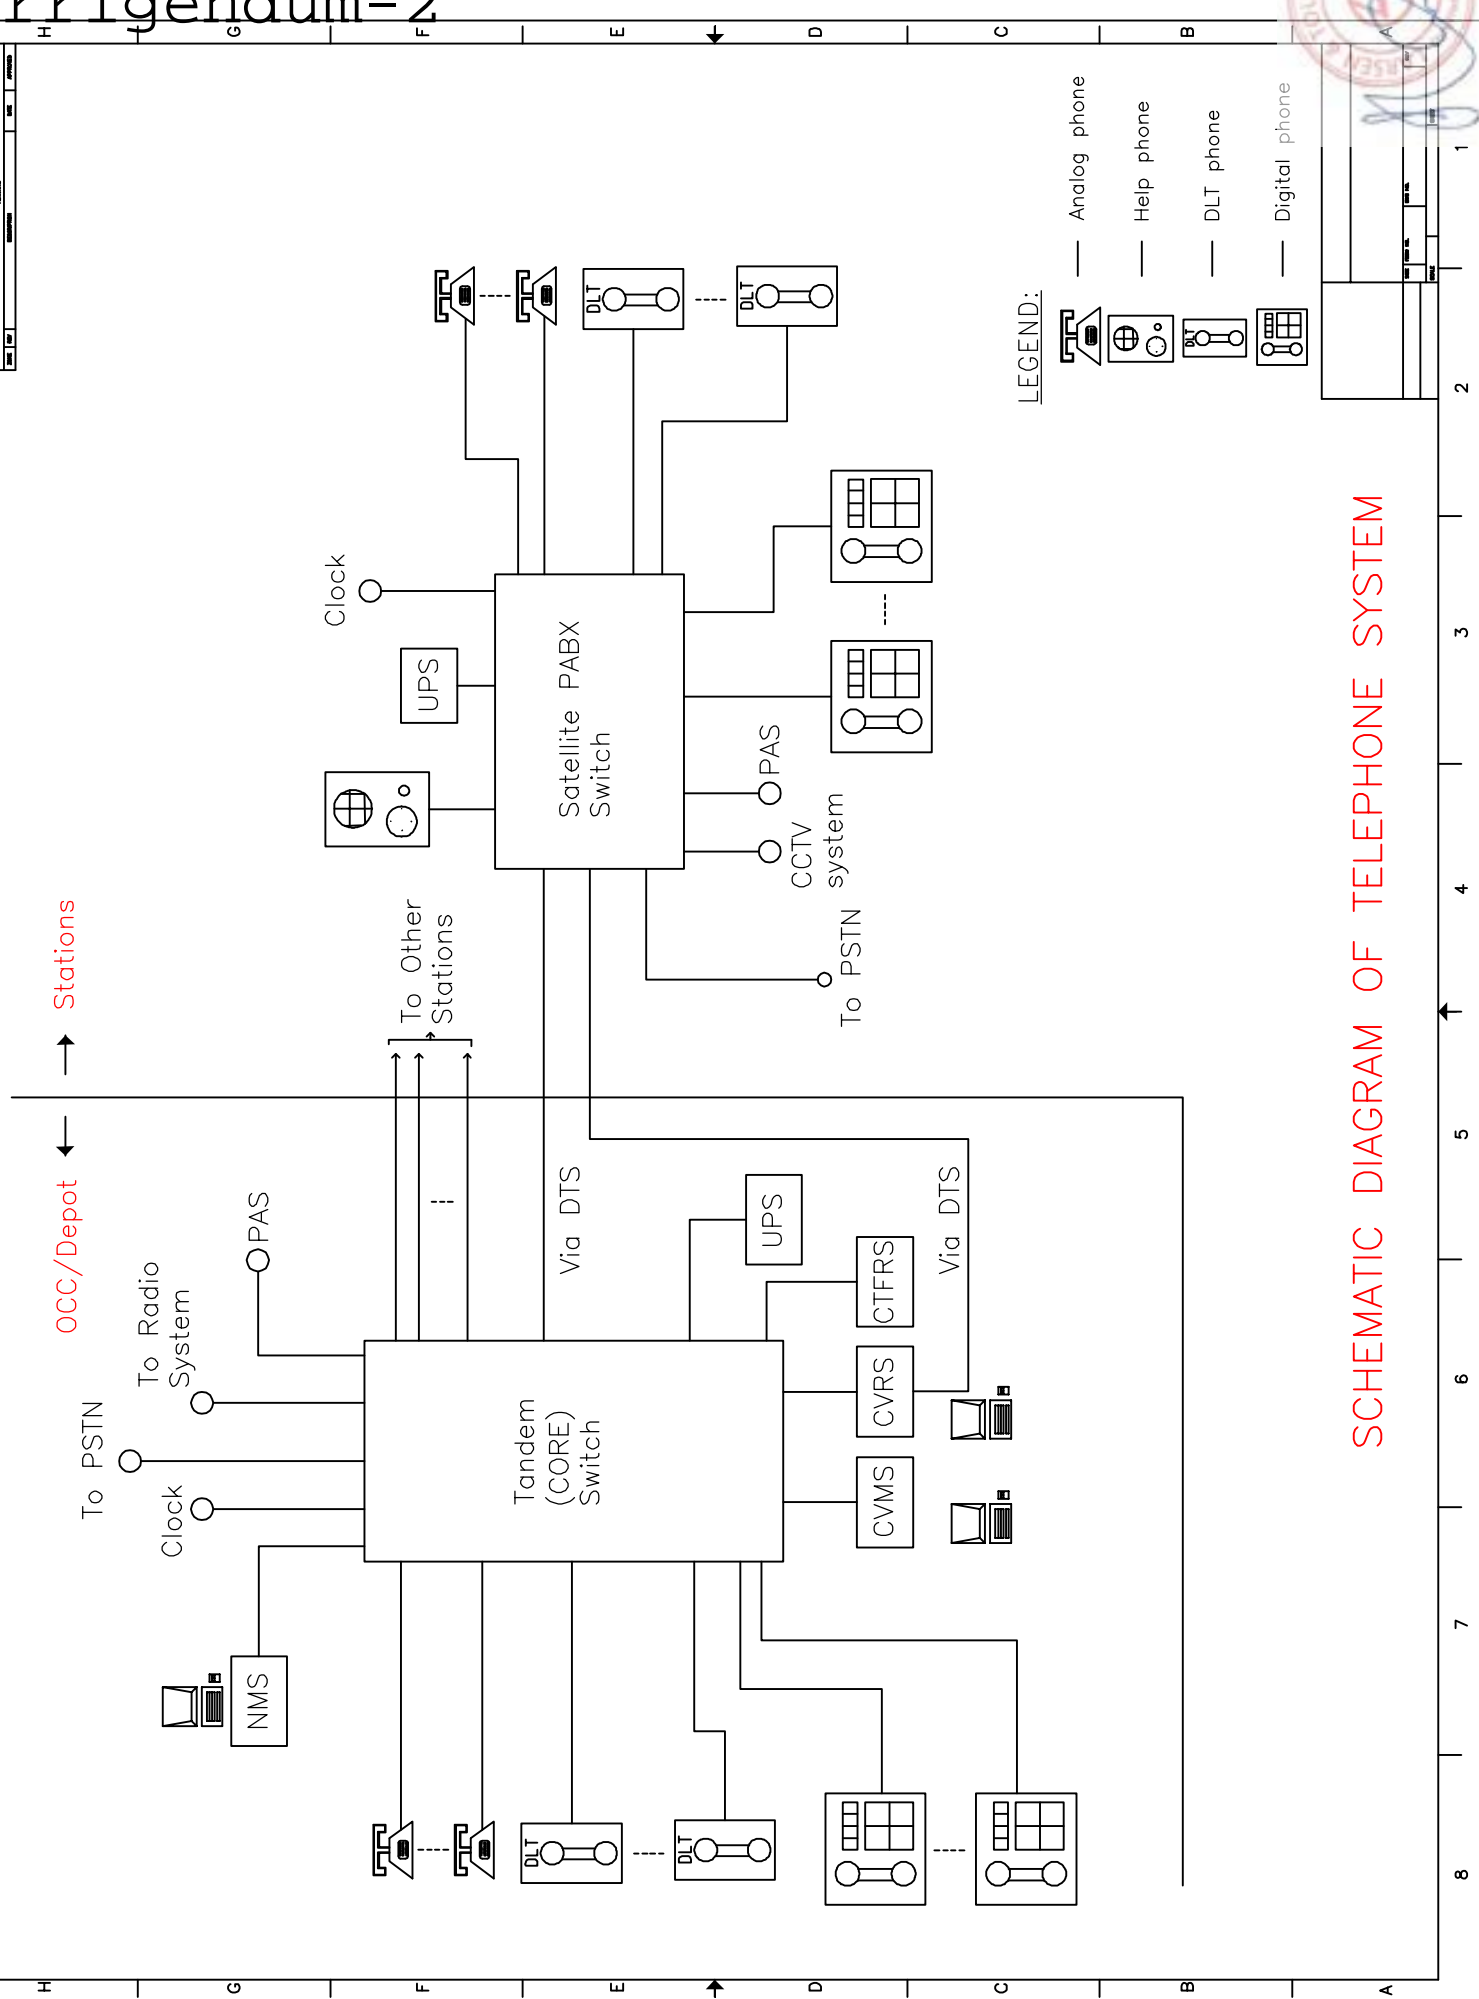 rrigendum-2
H
G
F
E
D
C
B
A
OCC/Depot
Stations
To PSTN
To Radio
System
PAS
Clock
NMS
To Other
Stations
Clock
UPS
Tandem
(CORE)
Switch
Via DTS
Satellite PABX
Switch
DLT
DLT
DLT
DLT
UPS
CTFRS
CVRS
CVMS
Via DTS
To PSTN
CCTV
system
PAS
LEGEND:
Analog phone
Help phone
DLT
DLT phone
Digital phone
SCHEMATIC DIAGRAM OF TELEPHONE SYSTEM
8
7
6
5
4
3
2
1
H
G
F
E
D
C
B
A